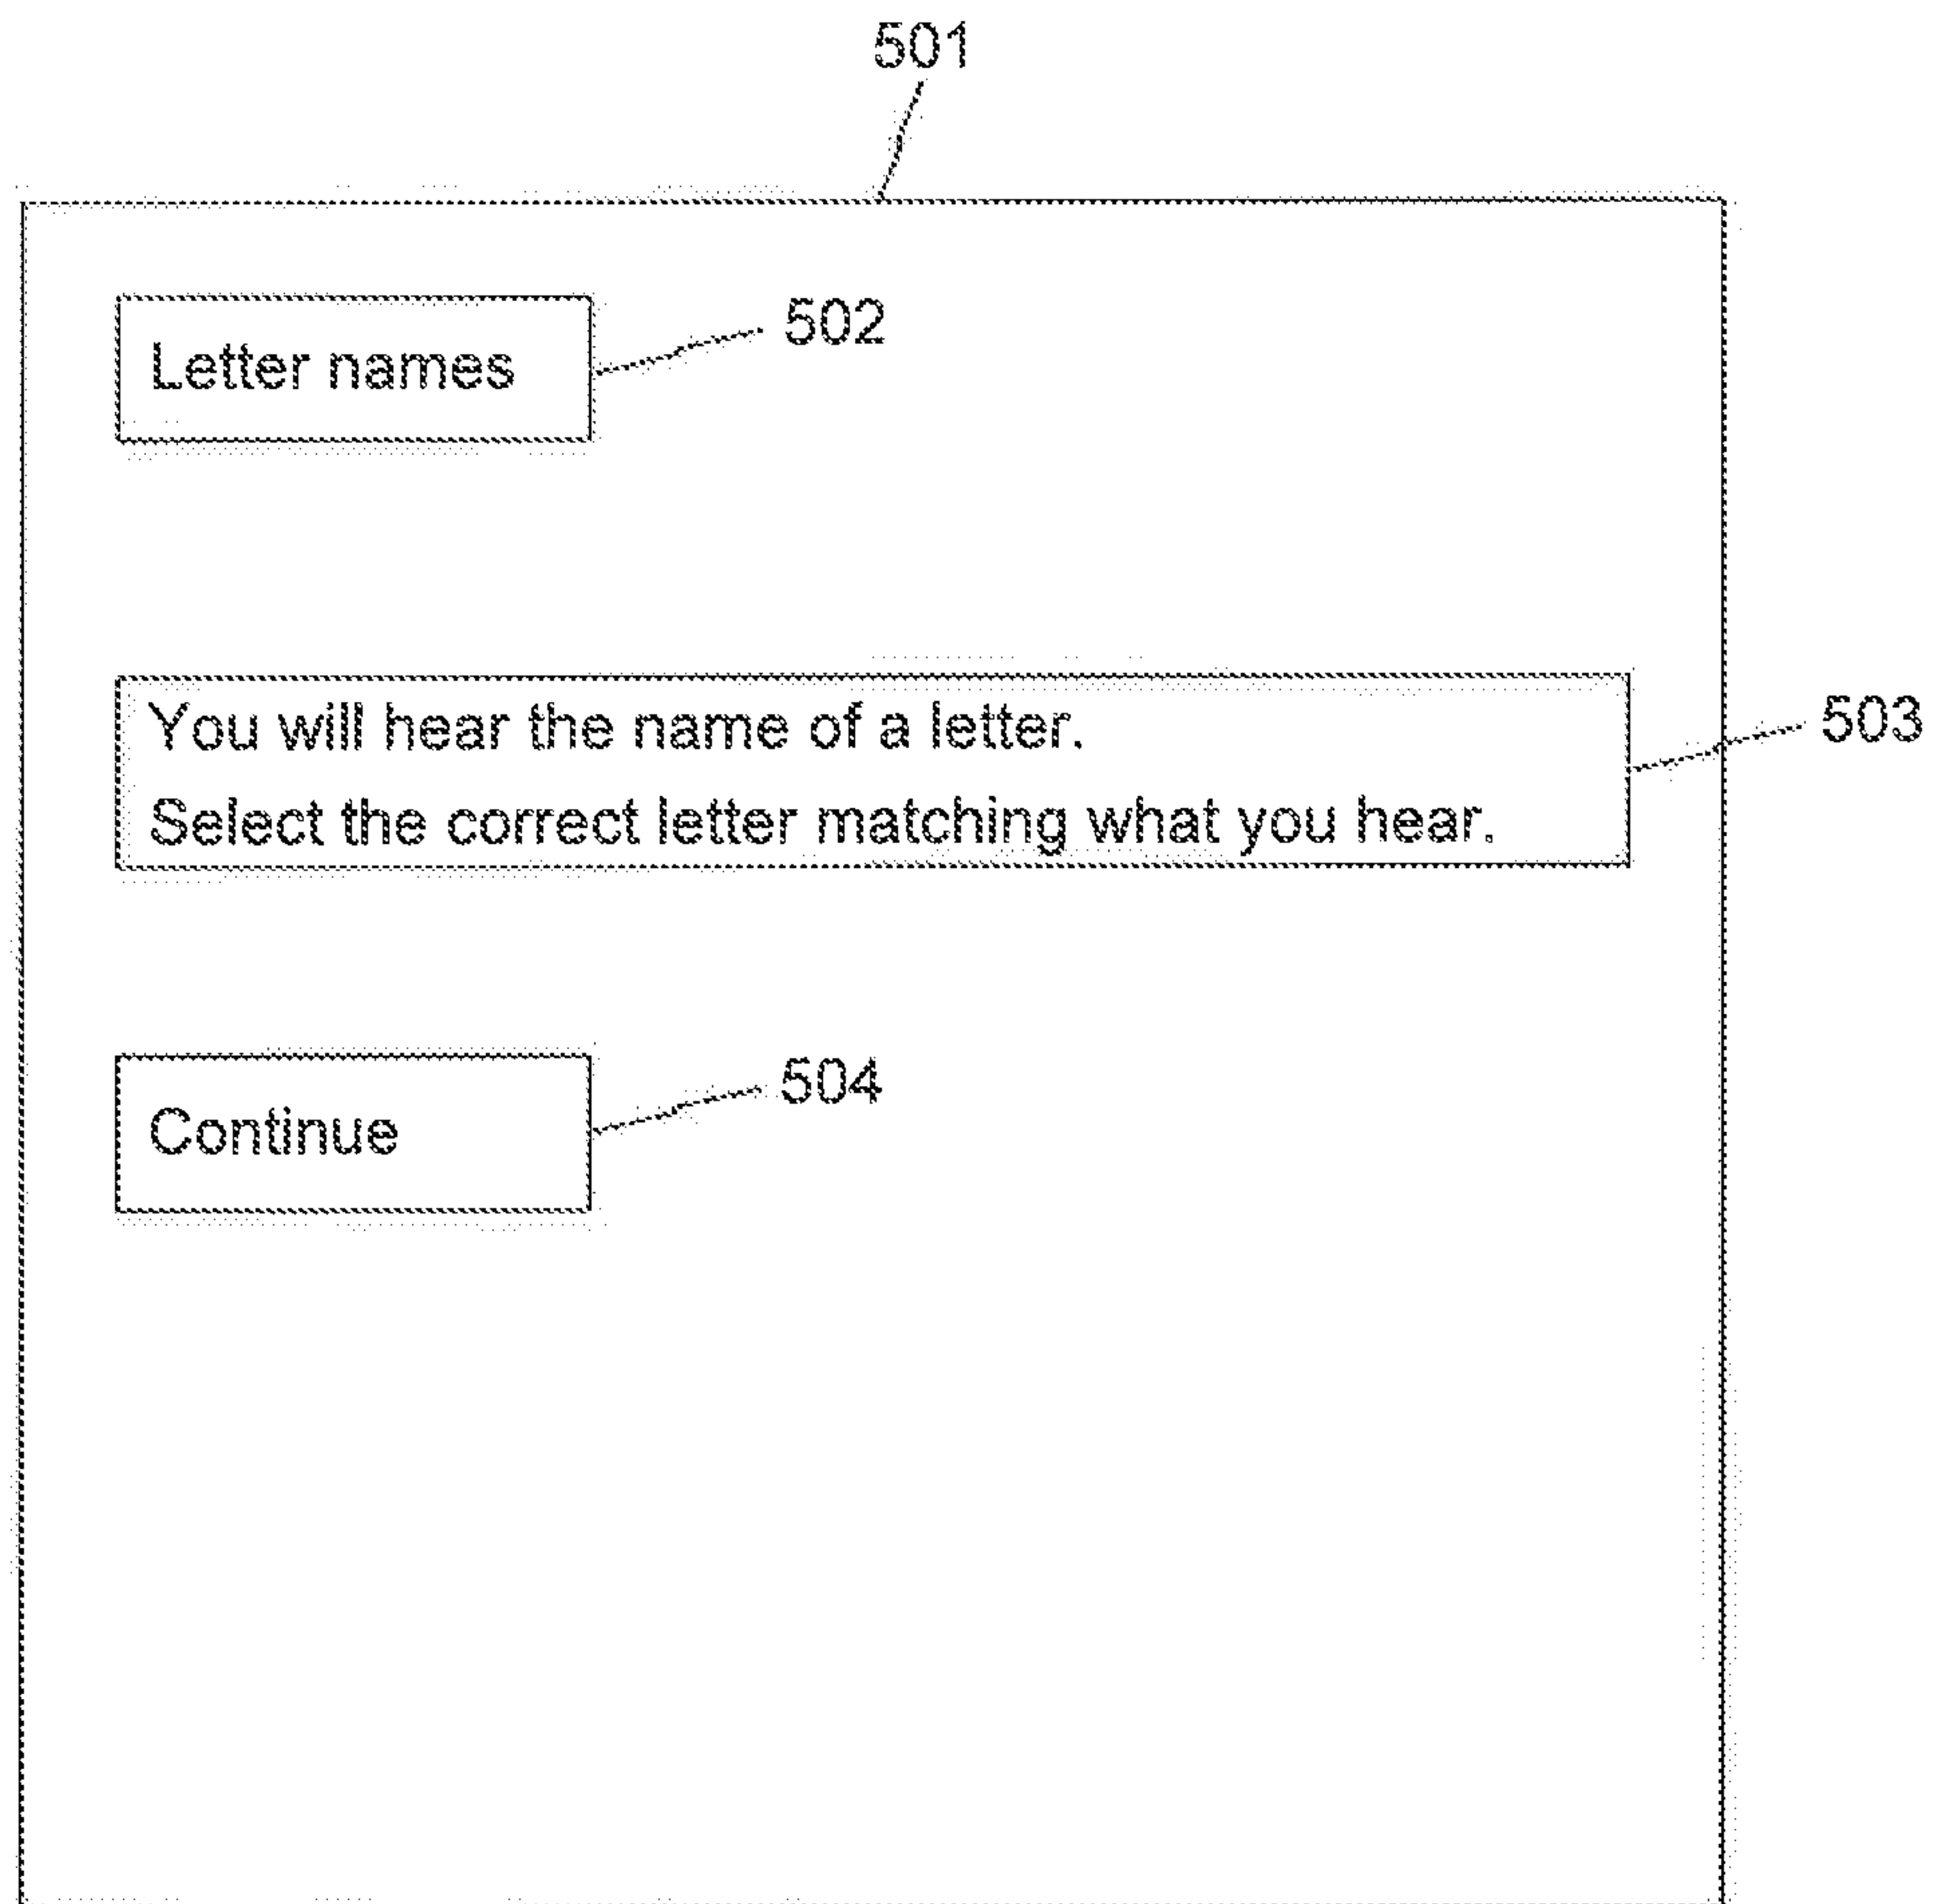 501
Letter names
502
You will hear the name of a letter.
Select the correct letter matching what you hear.
503
Continue
504